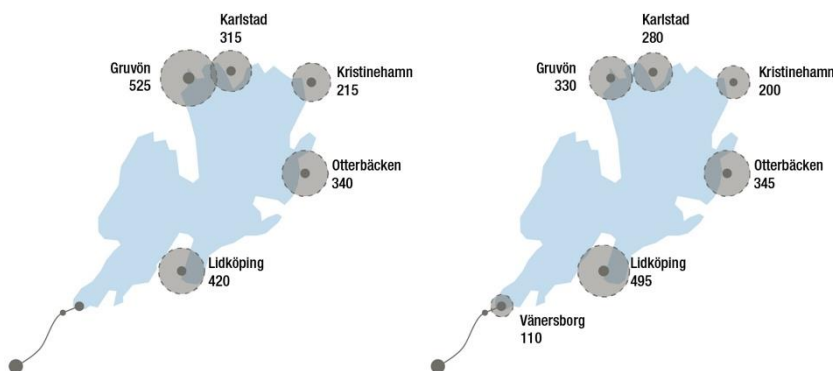 Karlstad
315
Gruvön
525
Kristinehamn
215
Otterbäcken
340
Lidköping
420
Karlstad
280
Gruvön
330
Kristinehamn
200
Otterbäcken
345
Lidköping
495
Vänersborg
110